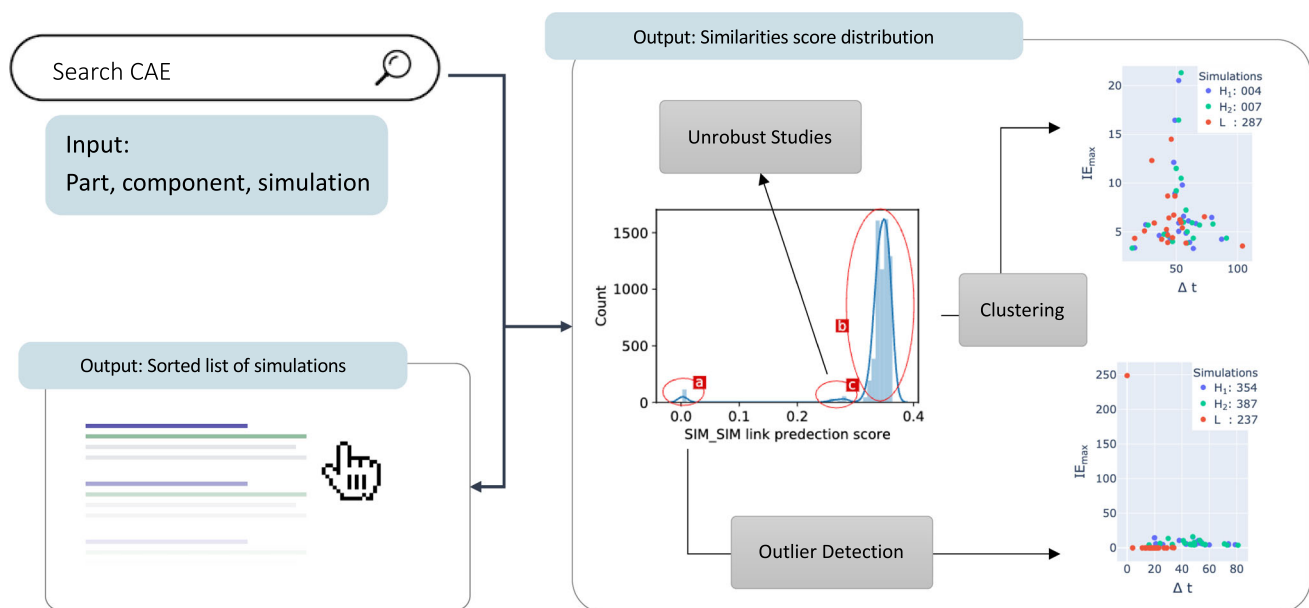 Search CAE
Input:
Part, component, simulation
Output: Sorted list of simulations
Output: Similarities score distribution
Unrobust Studies
1500
1000
500
0
Count
0.0
0.1
0.2
0.4
SIM_SIM link predection score
a
b
c
Clustering
Outlier Detection
Simulations
H₁: 004
H₂: 007
L : 287
20
15
10
5
IEmax
50
100
Δ t
Simulations
H₁: 354
H₂: 387
L : 237
250
200
150
100
50
0
IEmax
0
20
40
60
80
Δ t